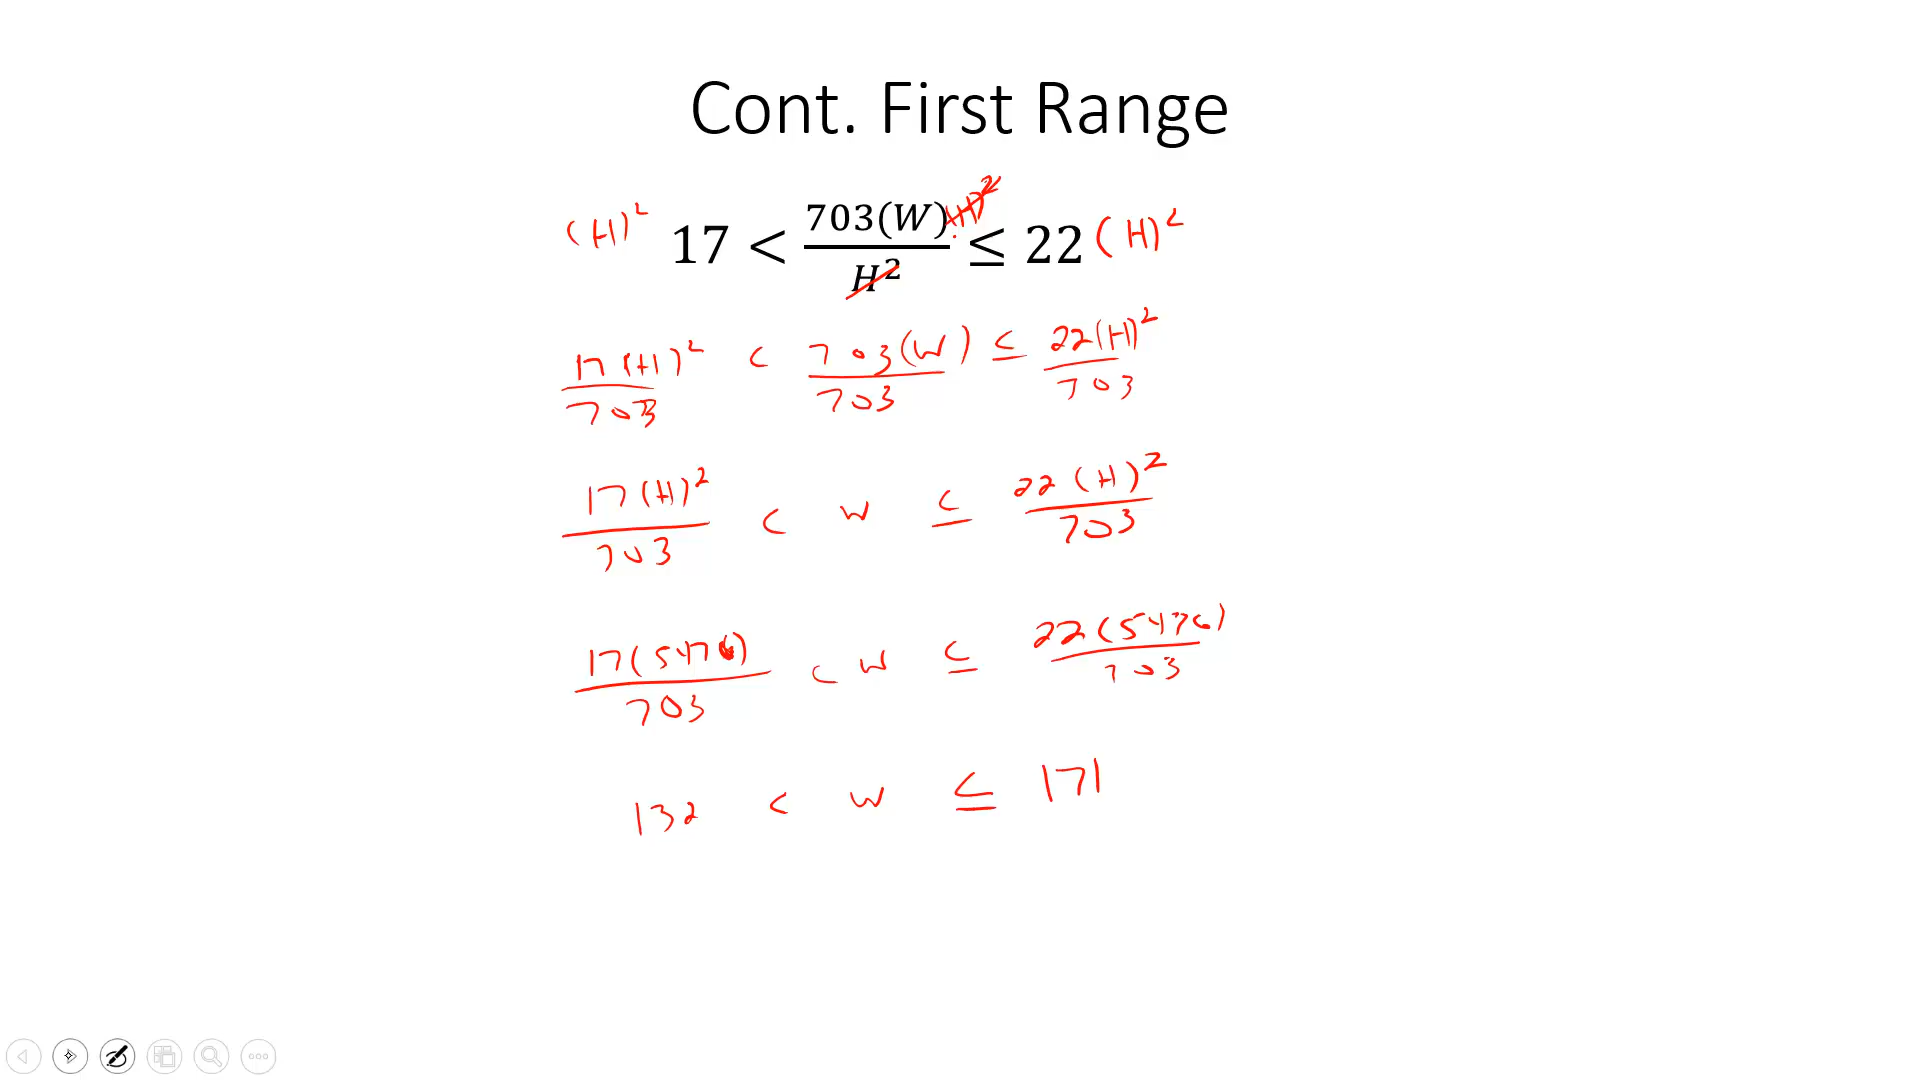 Cont. First Range
(H)² 17 < 703(W)(H)² / H² ≤ 22 (H)²
17(H)² / 703 < 703(W) / 703 ≤ 22(H)² / 703
17(H)² / 703 < W ≤ 22(H)² / 703
17(5476) / 703 < W ≤ 22(5476) / 703
132 < W ≤ 171